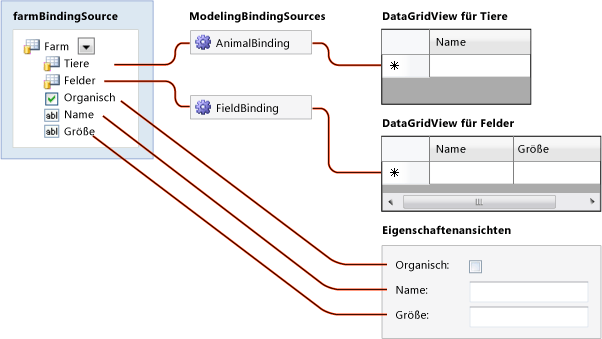 farmBindingSource
Farm
Tiere
Felder
Organisch
abl Name
abl Größe
ModelingBindingSources
AnimalBinding
FieldBinding
DataGridView für Tiere
Name
DataGridView für Felder
Name Größe
Eigenschaftenansichten
Organisch:
Name:
Größe: